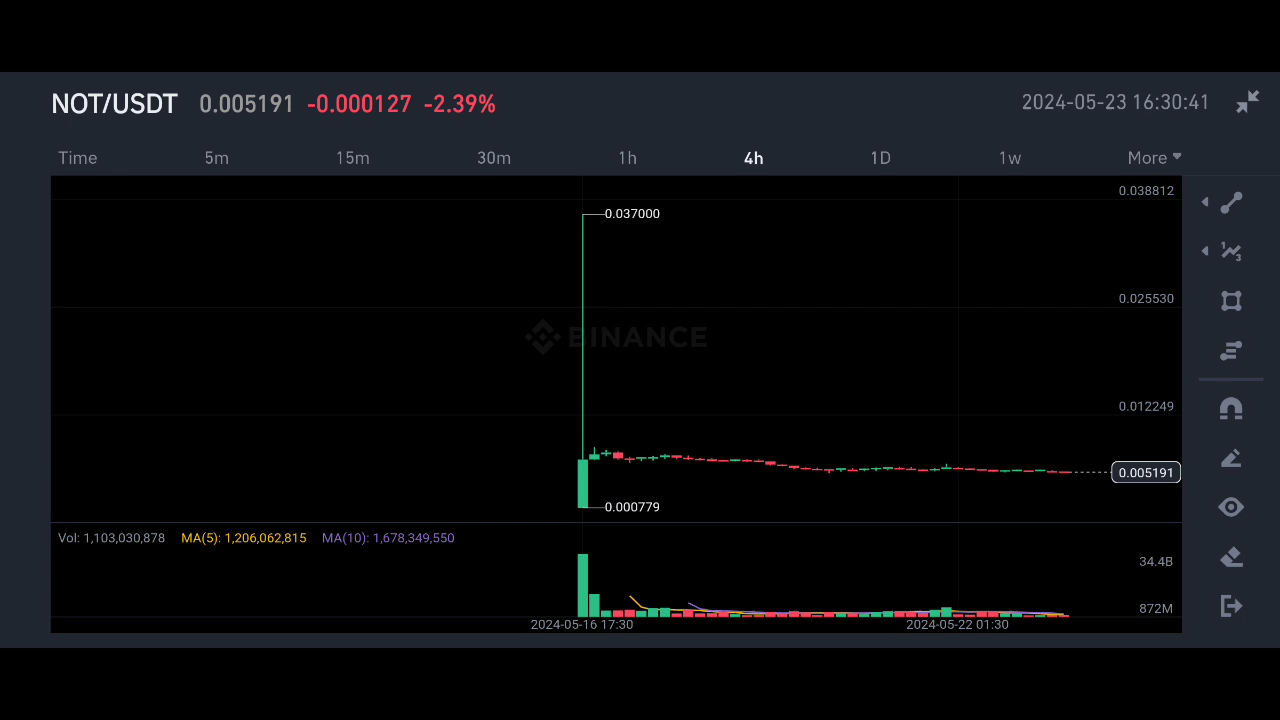 NOT/USDT 0.005191 -0.000127 -2.39% 2024-05-23 16:30:41
Time 5m 15m 30m 1h 4h 1D 1w More
0.038812
0.037000
0.025530
BINANCE
0.012249
0.005191
0.000779
Vol: 1,103,030,878 MA(5): 1,206,062,815 MA(10): 1,678,349,550
34.4B
872M
2024-05-16 17:30 2024-05-22 01:30